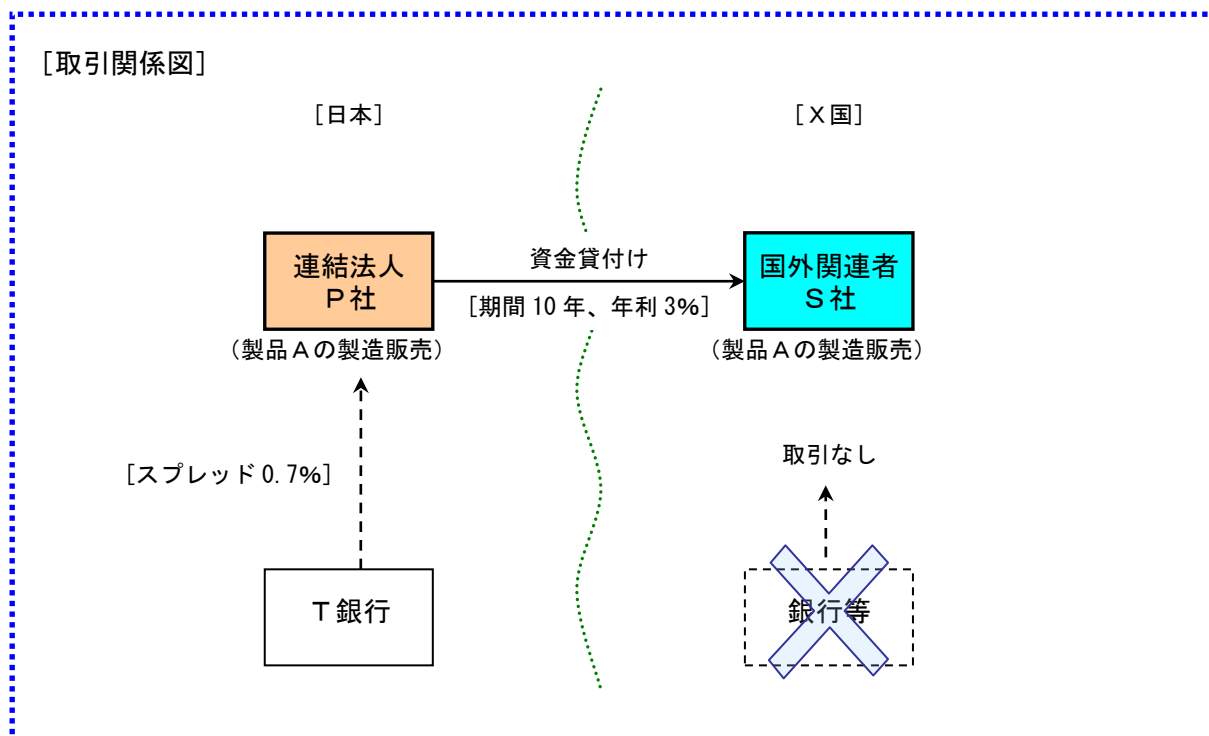 ［取引関係図］
［日本］
［Ｘ国］
連結法人
Ｐ社
資金貸付け
［期間 10 年、年利 3%］
国外関連者
Ｓ社
（製品Ａの製造販売）
（製品Ａの製造販売）
［スプレッド 0.7%］
取引なし
Ｔ銀行
銀行等